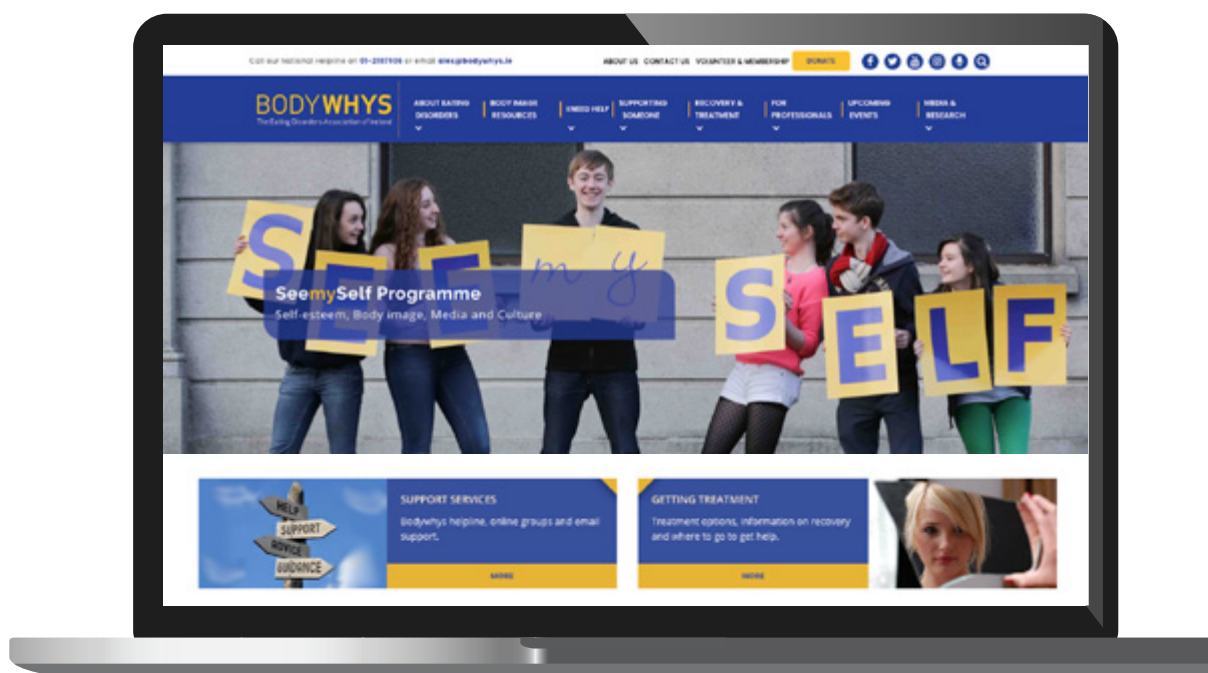 Call our National Helpline on 01-2107906 or email alex@bodywhys.ie
ABOUT US CONTACT US VOLUNTEER & MEMBERSHIP DONATE
BODYWHYS
The Eating Disorders Association of Ireland
ABOUT EATING DISORDERS
BODY IMAGE RESOURCES
I NEED HELP
SUPPORTING SOMEONE
RECOVERY & TREATMENT
FOR PROFESSIONALS
UPCOMING EVENTS
MEDIA & RESEARCH
SEE my SELF
SeemySelf Programme
Self-esteem, Body image, Media and Culture
HELP
SUPPORT
ADVICE
GUIDANCE
SUPPORT SERVICES
Bodywhys helpline, online groups and email
support.
MORE
GETTING TREATMENT
Treatment options, information on recovery
and where to go to get help.
MORE